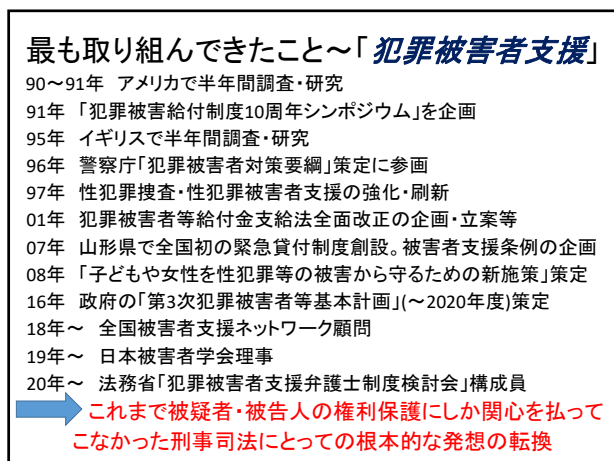 最も取り組んできたこと～「犯罪被害者支援」
90～91年 アメリカで半年間調査・研究
91年 「犯罪被害給付制度10周年シンポジウム」を企画
95年 イギリスで半年間調査・研究
96年 警察庁「犯罪被害者対策要綱」策定に参画
97年 性犯罪捜査・性犯罪被害者支援の強化・刷新
01年 犯罪被害者等給付金支給法全面改正の企画・立案等
07年 山形県で全国初の緊急貸付制度創設。被害者支援条例の企画
08年 「子どもや女性を性犯罪等の被害から守るための新施策」策定
16年 政府の「第3次犯罪被害者等基本計画」(～2020年度)策定
18年～ 全国被害者支援ネットワーク顧問
19年～ 日本被害者学会理事
20年～ 法務省「犯罪被害者支援弁護士制度検討会」構成員
これまで被疑者・被告人の権利保護にしか関心を払って
こなかった刑事司法にとっての根本的な発想の転換